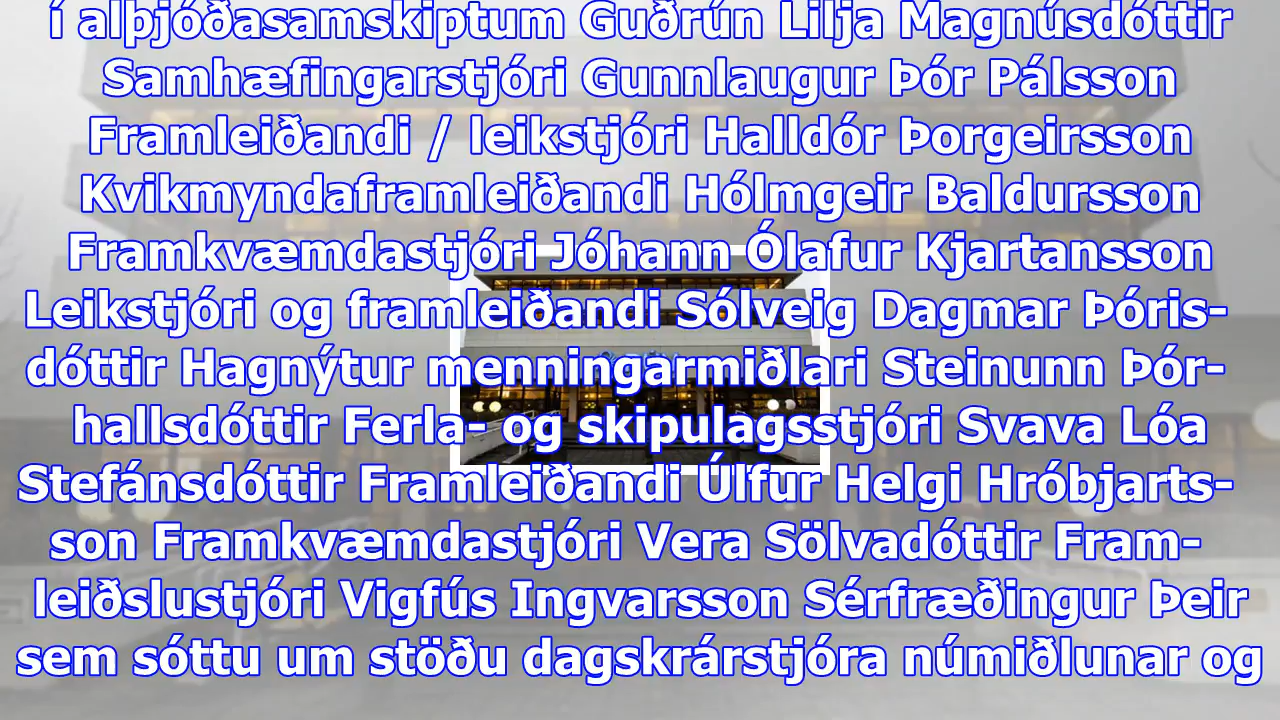 í alþjóðasamskiptum Guðrún Lilja Magnúsdóttir
Samhæfingarstjóri Gunnlaugur Þór Pálsson
Framleiðandi / leikstjóri Halldór Þorgeirsson
Kvikmyndaframleiðandi Hólmgeir Baldursson
Framkvæmdastjóri Jóhann Ólafur Kjartansson
Leikstjóri og framleiðandi Sólveig Dagmar Þóris-
dóttir Hagnýtur menningarmiðlari Steinunn Þór-
hallsdóttir Ferla- og skipulagsstjóri Svava Lóa
Stefánsdóttir Framleiðandi Úlfur Helgi Hróbjarts-
son Framkvæmdastjóri Vera Sölvadóttir Fram-
leiðslustjóri Vigfús Ingvarsson Sérfræðingur Þeir
sem sóttu um stöðu dagskrárstjóra númiðlunar og